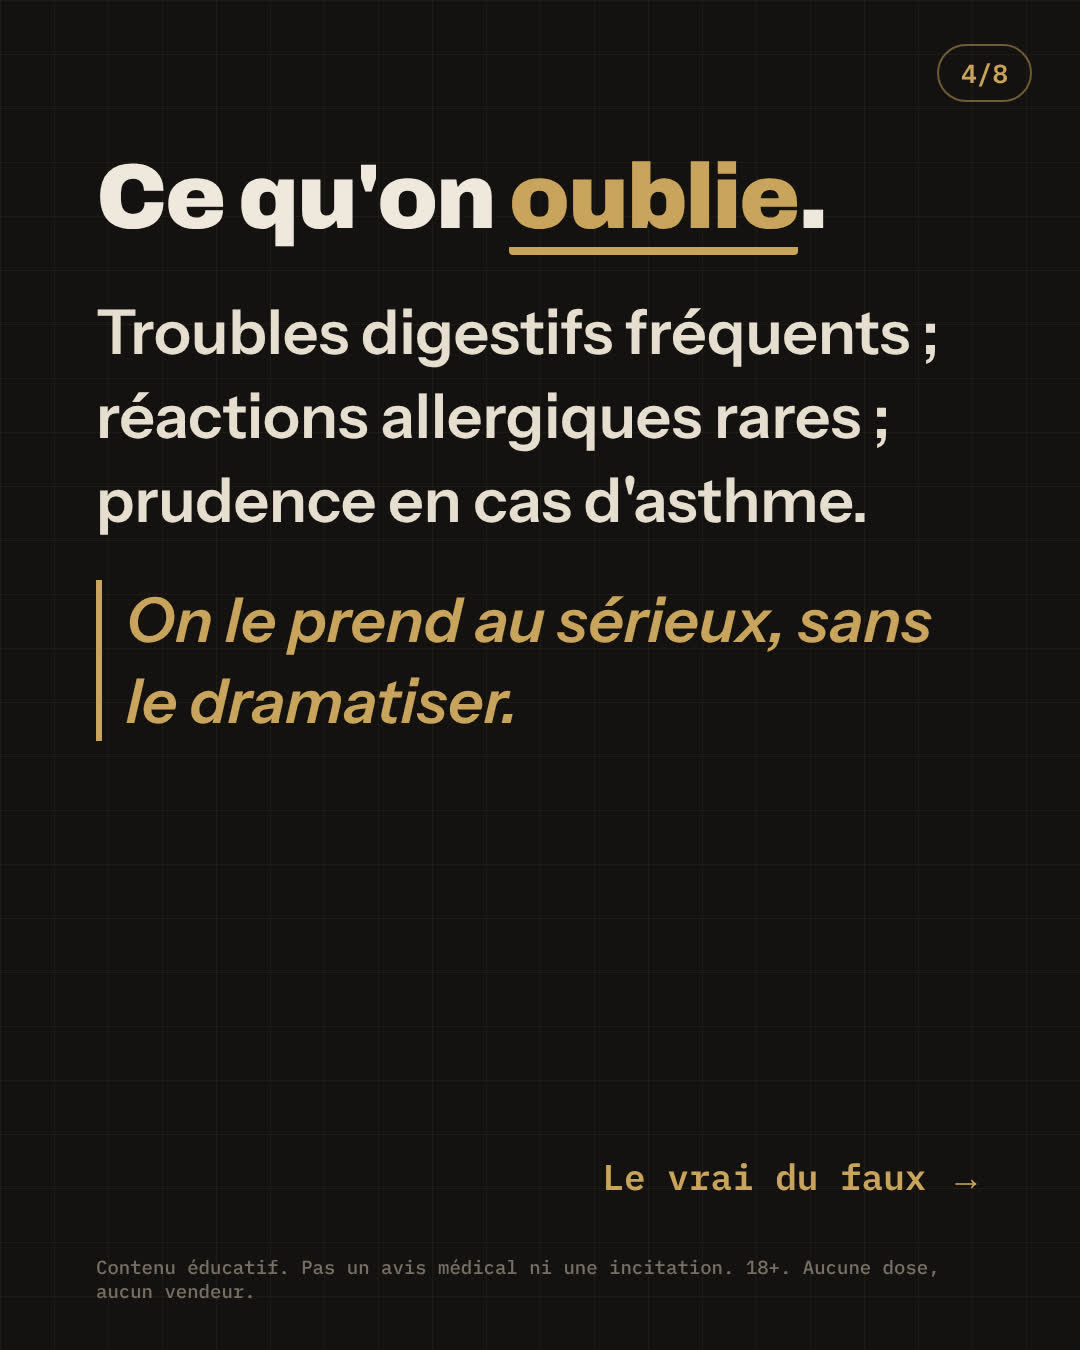 4/8
Ce qu'on oublie.
Troubles digestifs fréquents ;
réactions allergiques rares ;
prudence en cas d'asthme.
On le prend au sérieux, sans
le dramatiser.
Le vrai du faux →
Contenu éducatif. Pas un avis médical ni une incitation. 18+. Aucune dose,
aucun vendeur.